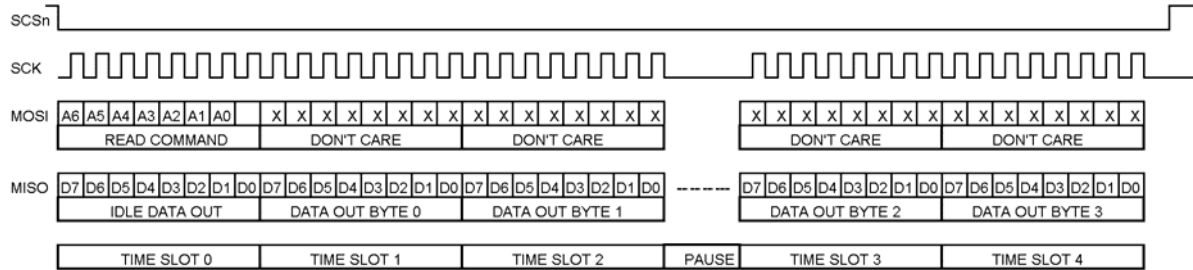 SCSn
SCK
MOSI A6 A5 A4 A3 A2 A1 A0 X X X X X X X X X X X X X X X X X X X X X X X X X X X X X X X X
READ COMMAND DON'T CARE DON'T CARE DON'T CARE DON'T CARE
MISO D7 D6 D5 D4 D3 D2 D1 D0 D7 D6 D5 D4 D3 D2 D1 D0 D7 D6 D5 D4 D3 D2 D1 D0 D7 D6 D5 D4 D3 D2 D1 D0 D7 D6 D5 D4 D3 D2 D1 D0
IDLE DATA OUT DATA OUT BYTE 0 DATA OUT BYTE 1 DATA OUT BYTE 2 DATA OUT BYTE 3
TIME SLOT 0 TIME SLOT 1 TIME SLOT 2 PAUSE TIME SLOT 3 TIME SLOT 4